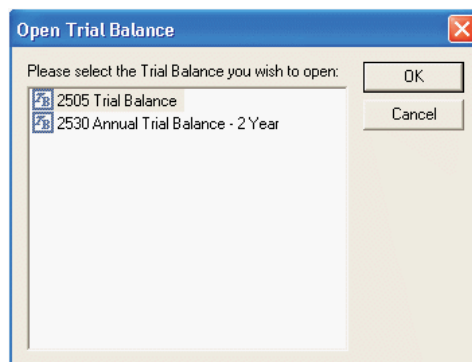 Open Trial Balance
Please select the Trial Balance you wish to open:
OK
2505 Trial Balance
Cancel
2530 Annual Trial Balance - 2 Year